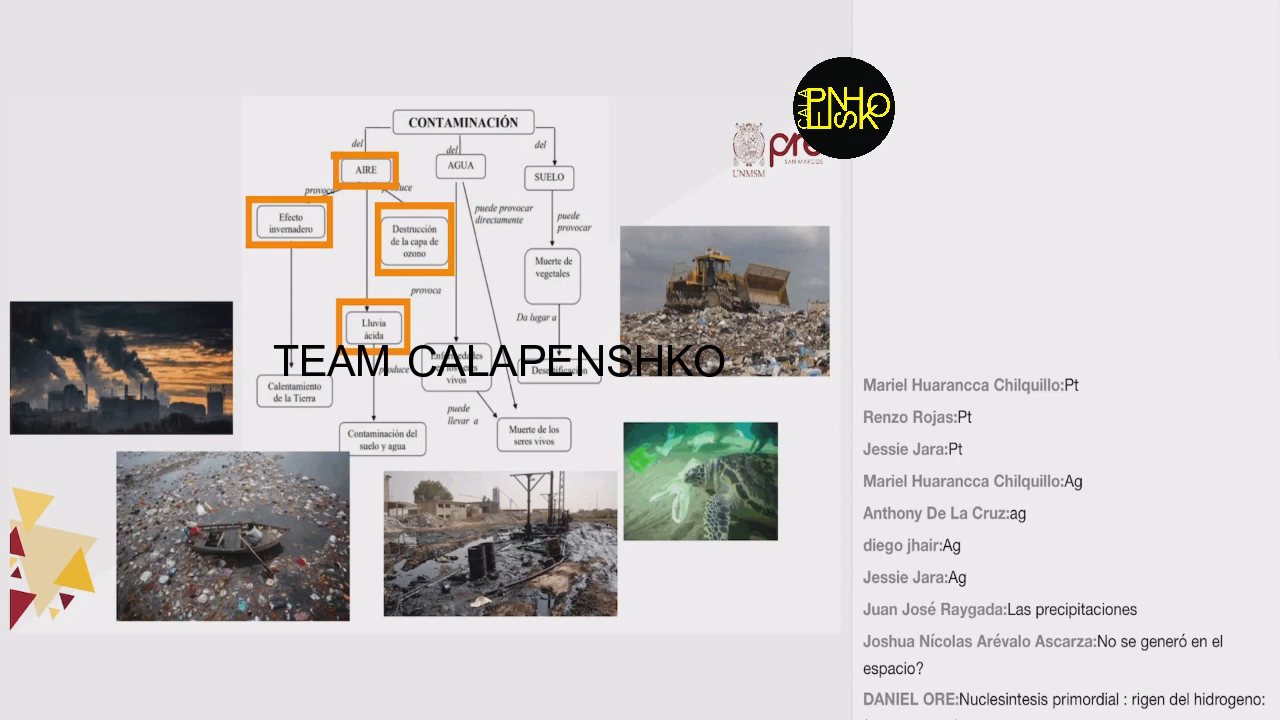 CONTAMINACIÓN
del
del
del
AIRE
AGUA
SUELO
provoca
Efecto
invernadero
Destrucción
de la capa de
ozono
puede provocar
directamente
puede
provocar
Muerte de
vegetales
provoca
Da lugar a
Lluvia
ácida
TEAM CALAPENSHKO
vivos
produce
Calentamiento
de la Tierra
puede
llevar a
Contaminación del
suelo y agua
Muerte de los
seres vivos
UNMSM
SAN MARCOS
CALA
PENSHKO
Mariel Huarancca Chilquillo:Pt
Renzo Rojas:Pt
Jessie Jara:Pt
Mariel Huarancca Chilquillo:Ag
Anthony De La Cruz:ag
diego jhair:Ag
Jessie Jara:Ag
Juan José Raygada:Las precipitaciones
Joshua Nícolas Arévalo Ascarza:No se generó en el
espacio?
DANIEL ORE:Nuclesintesis primordial : rigen del hidrogeno: